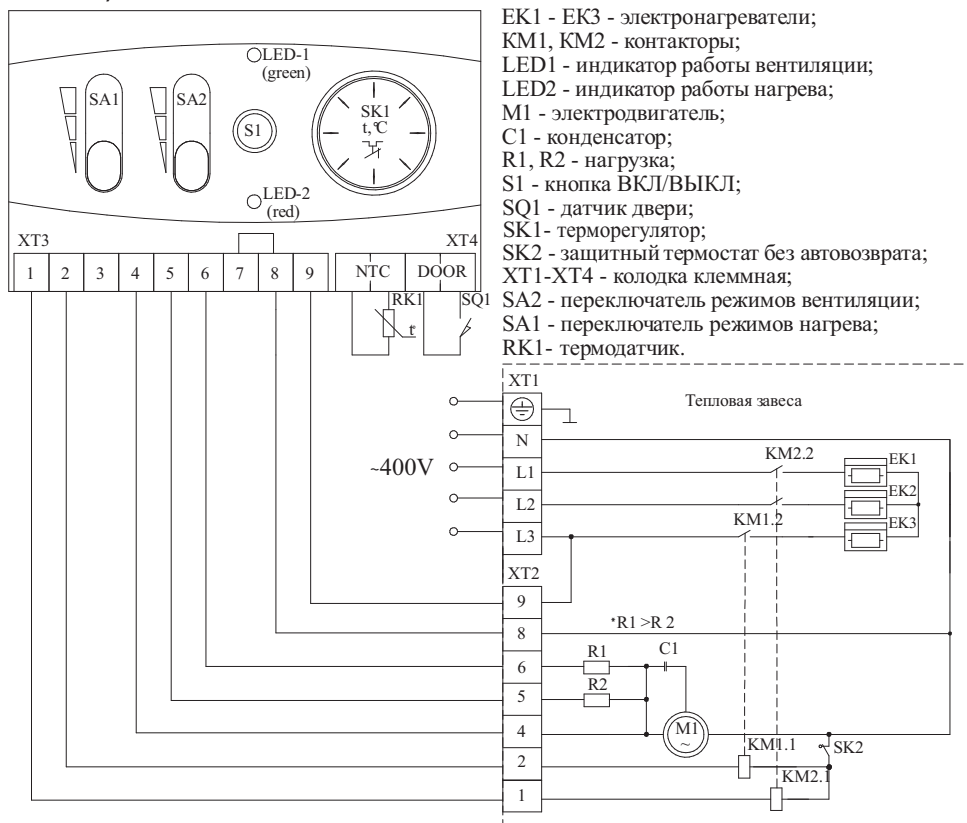 EK1 - EK3 - электронагреватели;
KM1, KM2 - контакторы;
LED1 - индикатор работы вентиляции;
LED2 - индикатор работы нагрева;
M1 - электродвигатель;
C1 - конденсатор;
R1, R2 - нагрузка;
S1 - кнопка ВКЛ/ВЫКЛ;
SQ1 - датчик двери;
SK1- терморегулятор;
SK2 - защитный термостат без автовозврата;
XT1-XT4 - колодка клеммная;
SA2 - переключатель режимов вентиляции;
SA1 - переключатель режимов нагрева;
RK1- термодатчик.
LED-1
(green)
SA1
SA2
S1
SK1
t,°C
LED-2
(red)
XT3
XT4
1 2 3 4 5 6 7 8 9
NTC
DOOR
RK1
t°
SQ1
XT1
Тепловая завеса
N
~400V
L1
L2
L3
KM2.2
KM1.2
EK1
EK2
EK3
XT2
9
8
*R1 >R 2
6
R1
C1
5
R2
4
M1
~
2
KM1.1
SK2
1
KM2.1